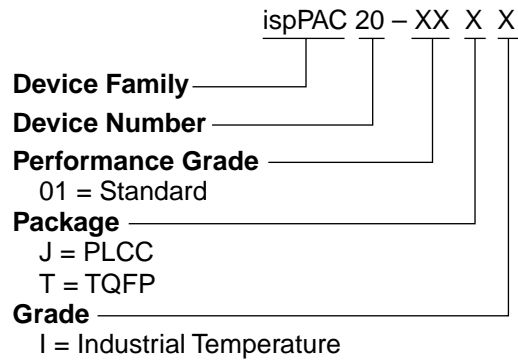 ispPAC 20 – XX X X
Device Family
Device Number
Performance Grade
01 = Standard
Package
J = PLCC
T = TQFP
Grade
I = Industrial Temperature